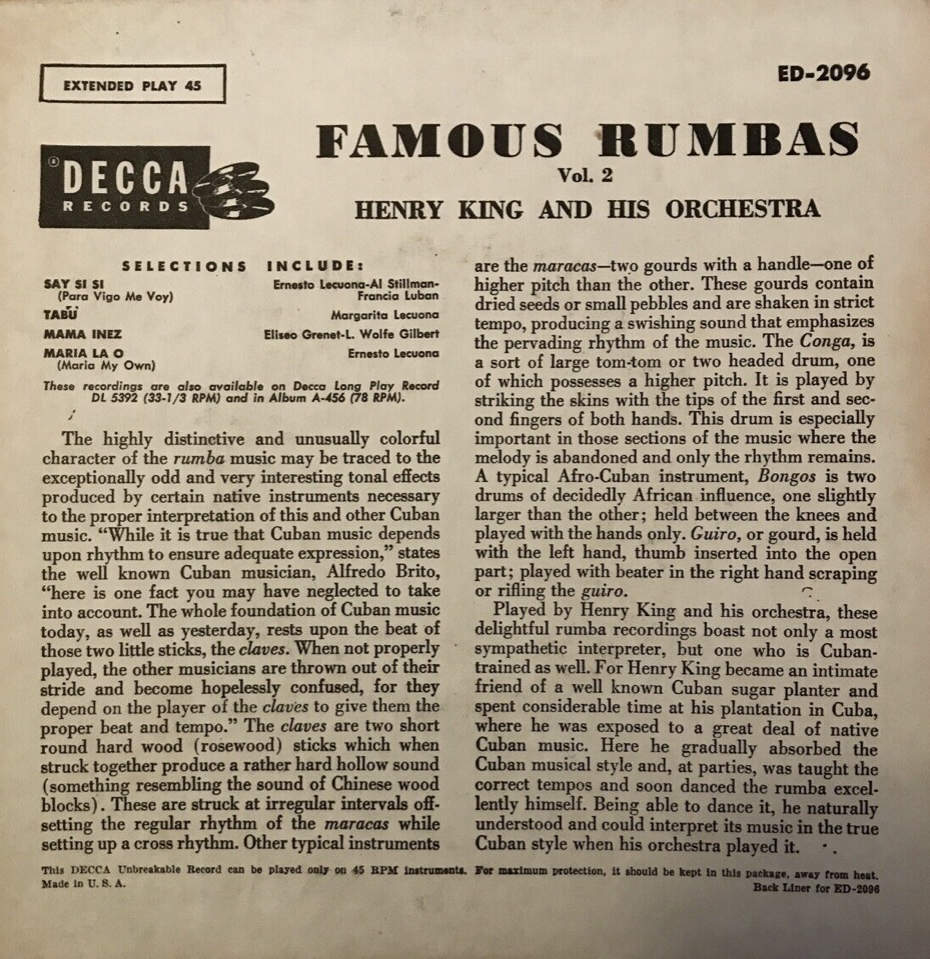 EXTENDED PLAY 45
ED-2096
® DECCA
RECORDS
FAMOUS RUMBAS
Vol. 2
HENRY KING AND HIS ORCHESTRA
SELECTIONS INCLUDE:
SAY SI SI Ernesto Lecuona-Al Stillman-
(Para Vigo Me Voy) Francia Luban
TABÚ Margarita Lecuona
MAMA INEZ Eliseo Grenet-L. Wolfe Gilbert
MARIA LA O Ernesto Lecuona
(Maria My Own)
These recordings are also available on Decca Long Play Record
DL 5392 (33-1/3 RPM) and in Album A-456 (78 RPM).
The highly distinctive and unusually colorful
character of the rumba music may be traced to the
exceptionally odd and very interesting tonal effects
produced by certain native instruments necessary
to the proper interpretation of this and other Cuban
music. “While it is true that Cuban music depends
upon rhythm to ensure adequate expression,” states
the well known Cuban musician, Alfredo Brito,
“here is one fact you may have neglected to take
into account. The whole foundation of Cuban music
today, as well as yesterday, rests upon the beat of
those two little sticks, the claves. When not properly
played, the other musicians are thrown out of their
stride and become hopelessly confused, for they
depend on the player of the claves to give them the
proper beat and tempo.” The claves are two short
round hard wood (rosewood) sticks which when
struck together produce a rather hard hollow sound
(something resembling the sound of Chinese wood
blocks). These are struck at irregular intervals off-
setting the regular rhythm of the maracas while
setting up a cross rhythm. Other typical instruments
are the maracas—two gourds with a handle—one of
higher pitch than the other. These gourds contain
dried seeds or small pebbles and are shaken in strict
tempo, producing a swishing sound that emphasizes
the pervading rhythm of the music. The Conga, is
a sort of large tom-tom or two headed drum, one
of which possesses a higher pitch. It is played by
striking the skins with the tips of the first and sec-
ond fingers of both hands. This drum is especially
important in those sections of the music where the
melody is abandoned and only the rhythm remains.
A typical Afro-Cuban instrument, Bongos is two
drums of decidedly African influence, one slightly
larger than the other; held between the knees and
played with the hands only. Guiro, or gourd, is held
with the left hand, thumb inserted into the open
part; played with beater in the right hand scraping
or rifling the guiro.
Played by Henry King and his orchestra, these
delightful rumba recordings boast not only a most
sympathetic interpreter, but one who is Cuban-
trained as well. For Henry King became an intimate
friend of a well known Cuban sugar planter and
spent considerable time at his plantation in Cuba,
where he was exposed to a great deal of native
Cuban music. Here he gradually absorbed the
Cuban musical style and, at parties, was taught the
correct tempos and soon danced the rumba excel-
lently himself. Being able to dance it, he naturally
understood and could interpret its music in the true
Cuban style when his orchestra played it.
This DECCA Unbreakable Record can be played only on 45 RPM instruments. For maximum protection, it should be kept in this package, away from heat.
Made in U. S. A. Back Liner for ED-2096